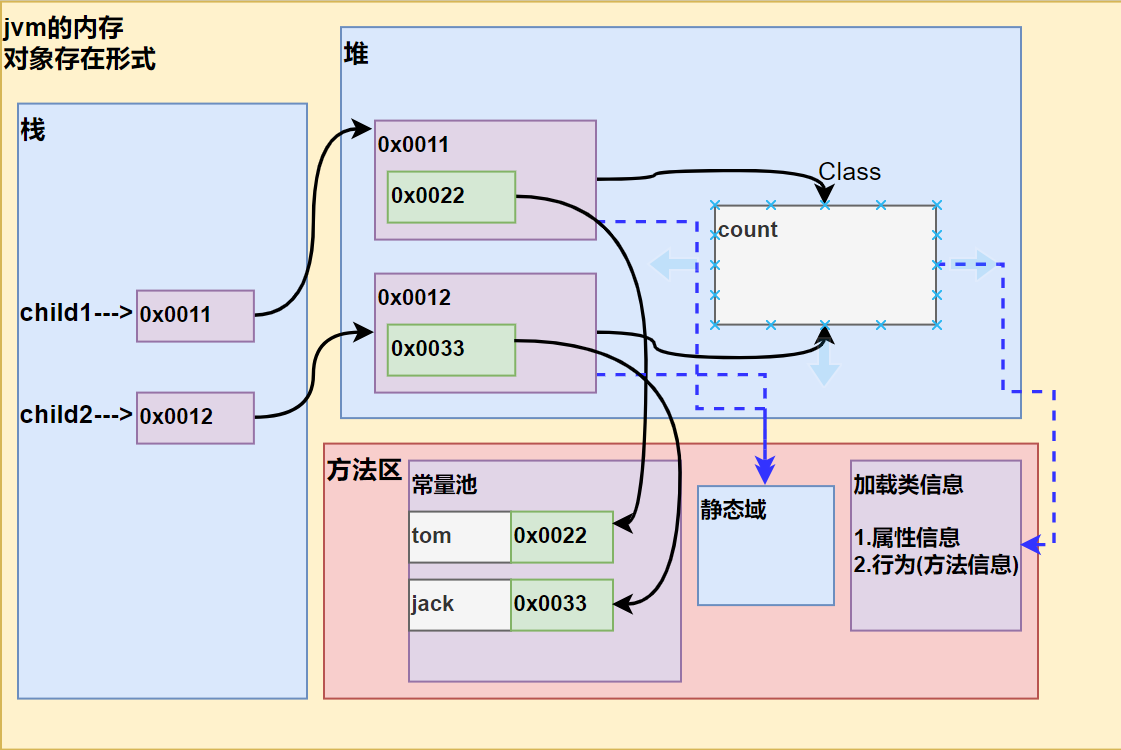 jvm的内存
对象存在形式
栈
child1--->
0x0011
child2--->
0x0012
堆
0x0011
0x0022
0x0012
0x0033
Class
count
方法区
常量池
tom
0x0022
jack
0x0033
静态域
加载类信息
1.属性信息
2.行为(方法信息)